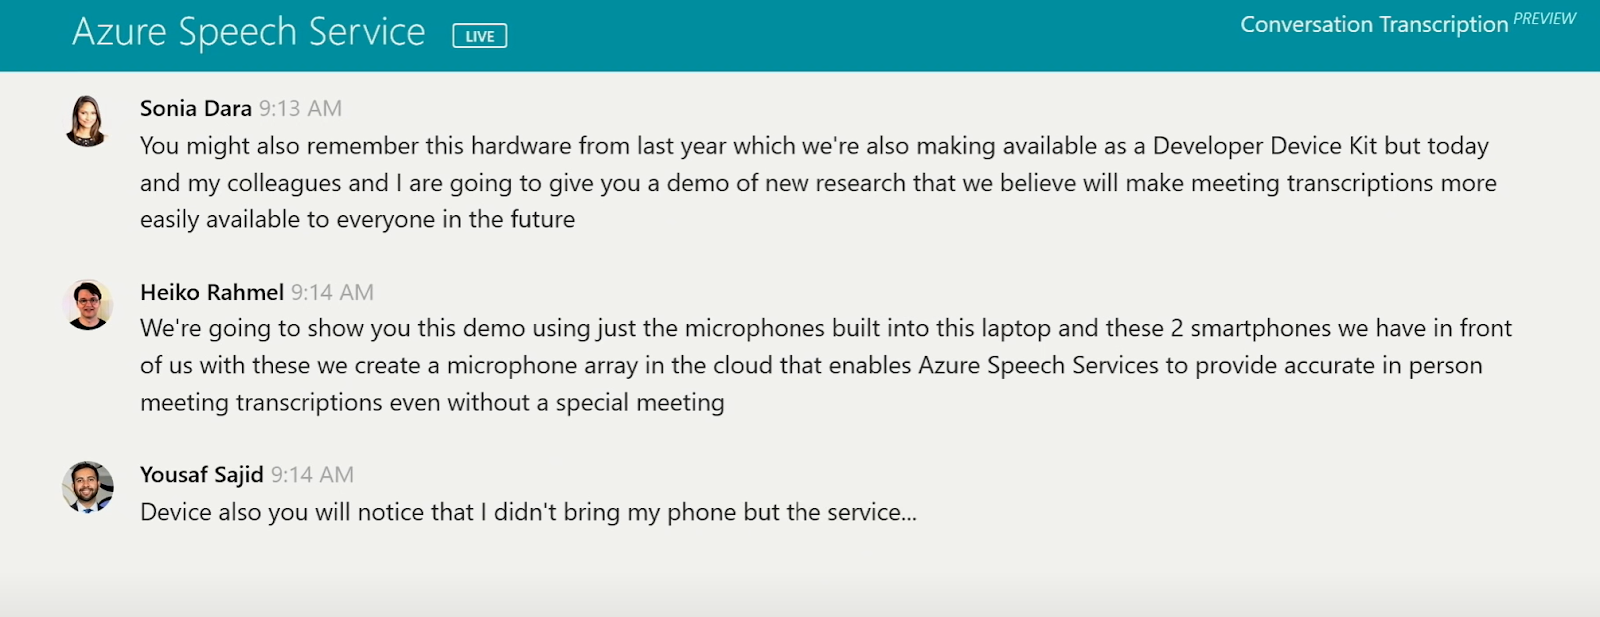 Azure Speech Service LIVE
Conversation Transcription PREVIEW
Sonia Dara 9:13 AM
You might also remember this hardware from last year which we're also making available as a Developer Device Kit but today
and my colleagues and I are going to give you a demo of new research that we believe will make meeting transcriptions more
easily available to everyone in the future
Heiko Rahmel 9:14 AM
We're going to show you this demo using just the microphones built into this laptop and these 2 smartphones we have in front
of us with these we create a microphone array in the cloud that enables Azure Speech Services to provide accurate in person
meeting transcriptions even without a special meeting
Yousaf Sajid 9:14 AM
Device also you will notice that I didn't bring my phone but the service...